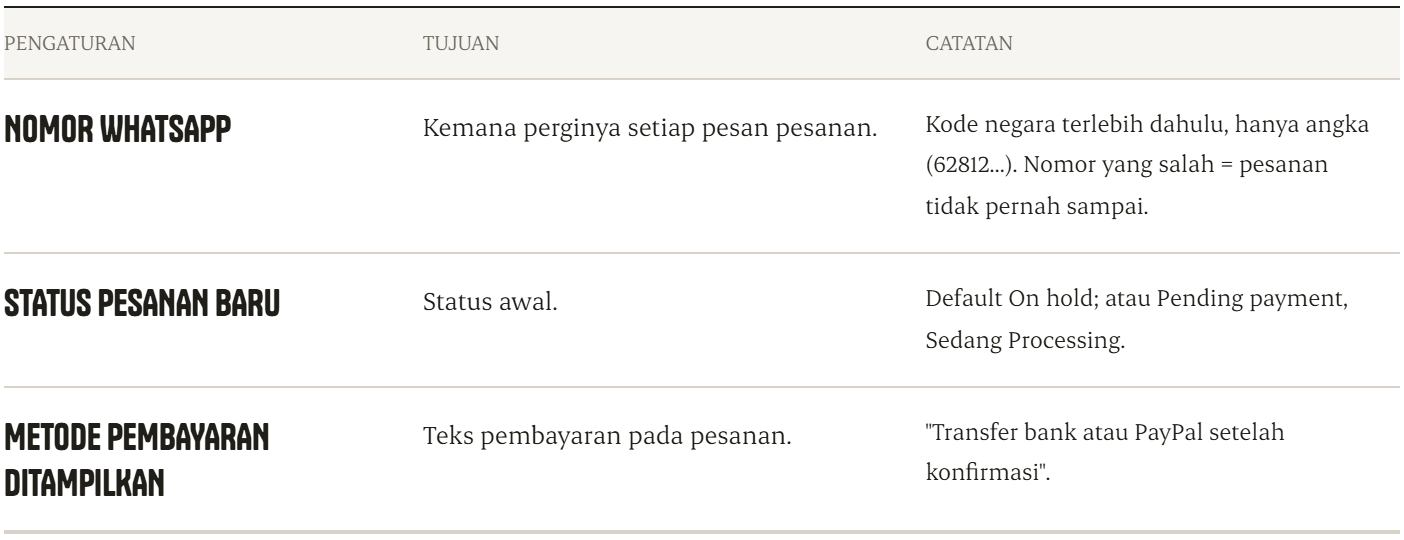 PENGATURAN TUJUAN CATATAN
NOMOR WHATSAPP
Kemana perginya setiap pesan pesanan.
Kode negara terlebih dahulu, hanya angka
(62812...). Nomor yang salah = pesanan
tidak pernah sampai.
STATUS PESANAN BARU
Status awal.
Default On hold; atau Pending payment,
Sedang Processing.
METODE PEMBAYARAN
DITAMPILKAN
Teks pembayaran pada pesanan.
"Transfer bank atau PayPal setelah
konfirmasi".